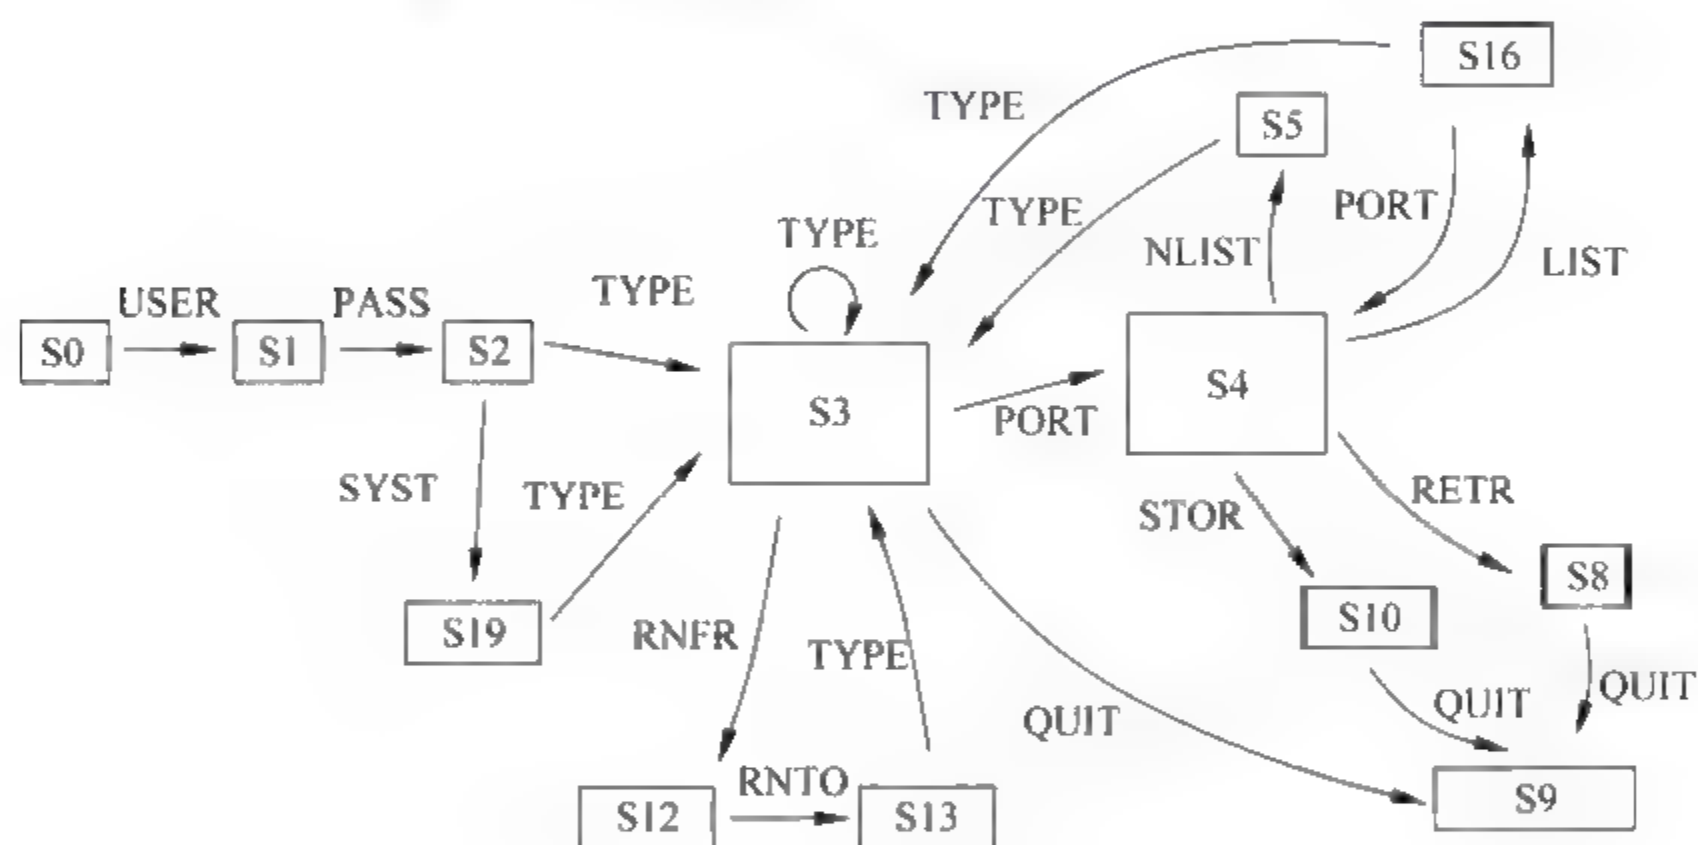 S16
TYPE
S5
TYPE
PORT
TYPE
NLIST
LIST
USER
PASS
TYPE
S0
S1
S2
S3
S4
PORT
SYST
TYPE
STOR
RETR
S8
S19
RNFR
TYPE
S10
QUIT
QUIT
QUIT
RNTO
S12
S13
S9